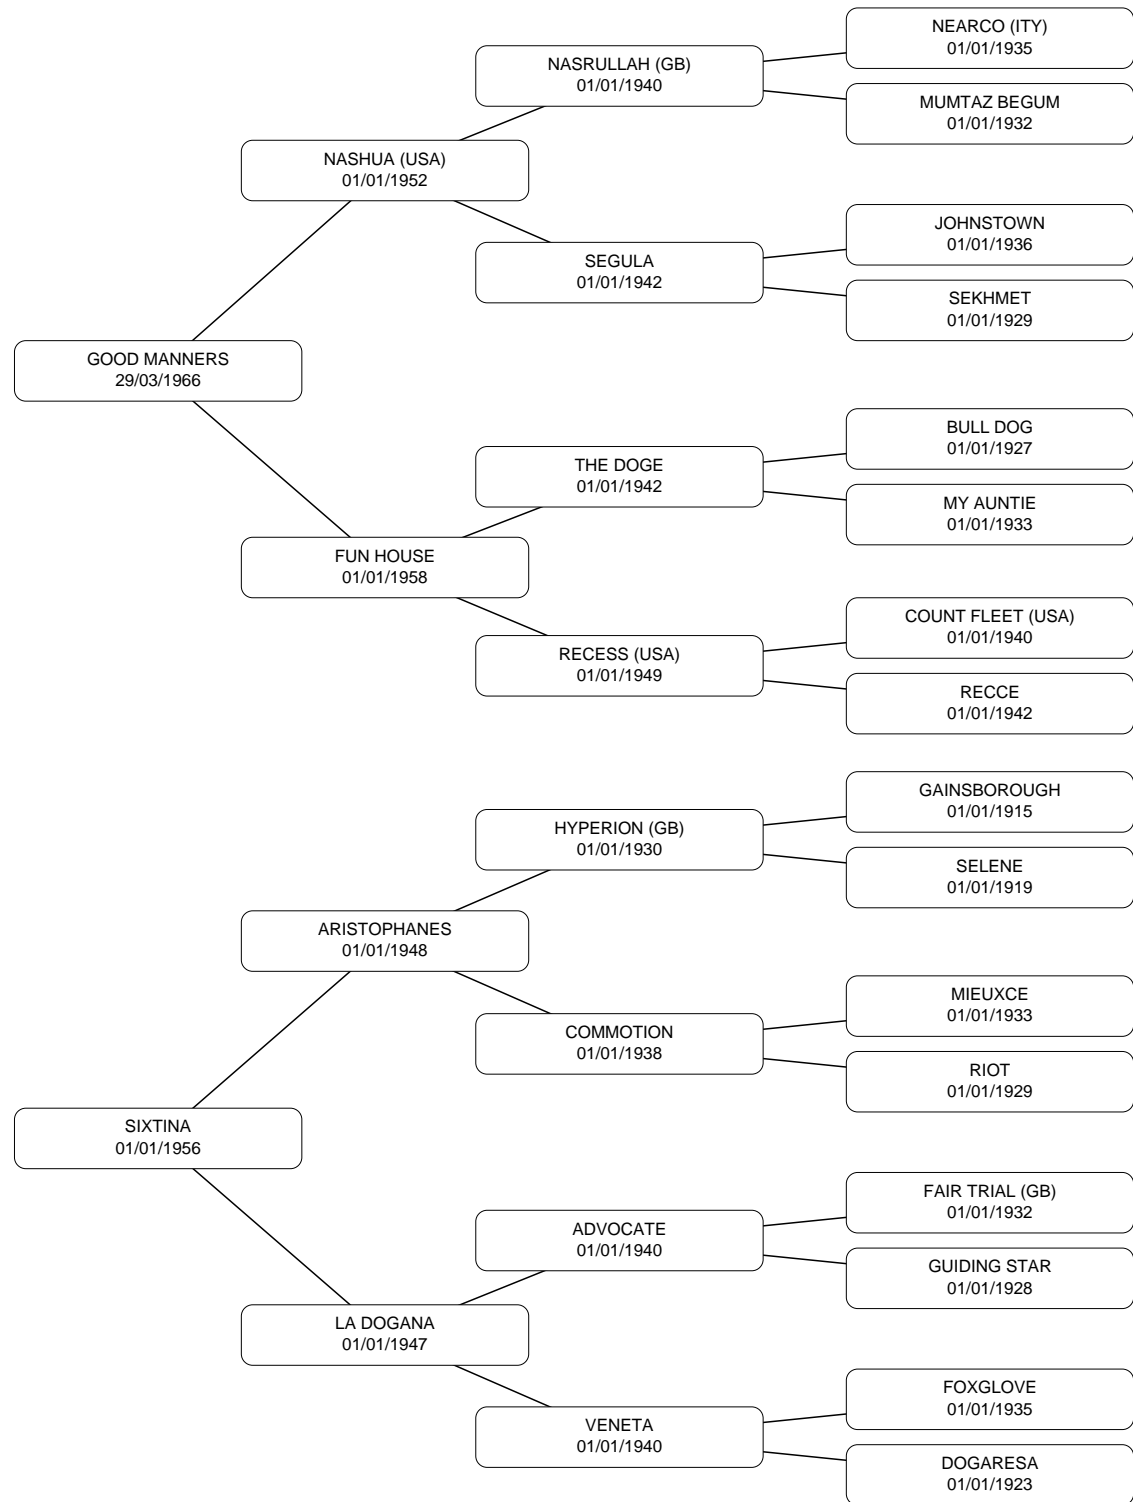 NEARCO (ITY)
01/01/1935
NASRULLAH (GB)
01/01/1940
MUMTAZ BEGUM
01/01/1932
NASHUA (USA)
01/01/1952
JOHNSTOWN
01/01/1936
SEGULA
01/01/1942
SEKHMET
01/01/1929
GOOD MANNERS
29/03/1966
BULL DOG
01/01/1927
THE DOGE
01/01/1942
MY AUNTIE
01/01/1933
FUN HOUSE
01/01/1958
COUNT FLEET (USA)
01/01/1940
RECESS (USA)
01/01/1949
RECCE
01/01/1942
GAINSBOROUGH
01/01/1915
HYPERION (GB)
01/01/1930
SELENE
01/01/1919
ARISTOPHANES
01/01/1948
MIEUXCE
01/01/1933
COMMOTION
01/01/1938
RIOT
01/01/1929
SIXTINA
01/01/1956
FAIR TRIAL (GB)
01/01/1932
ADVOCATE
01/01/1940
GUIDING STAR
01/01/1928
LA DOGANA
01/01/1947
FOXGLOVE
01/01/1935
VENETA
01/01/1940
DOGARESA
01/01/1923